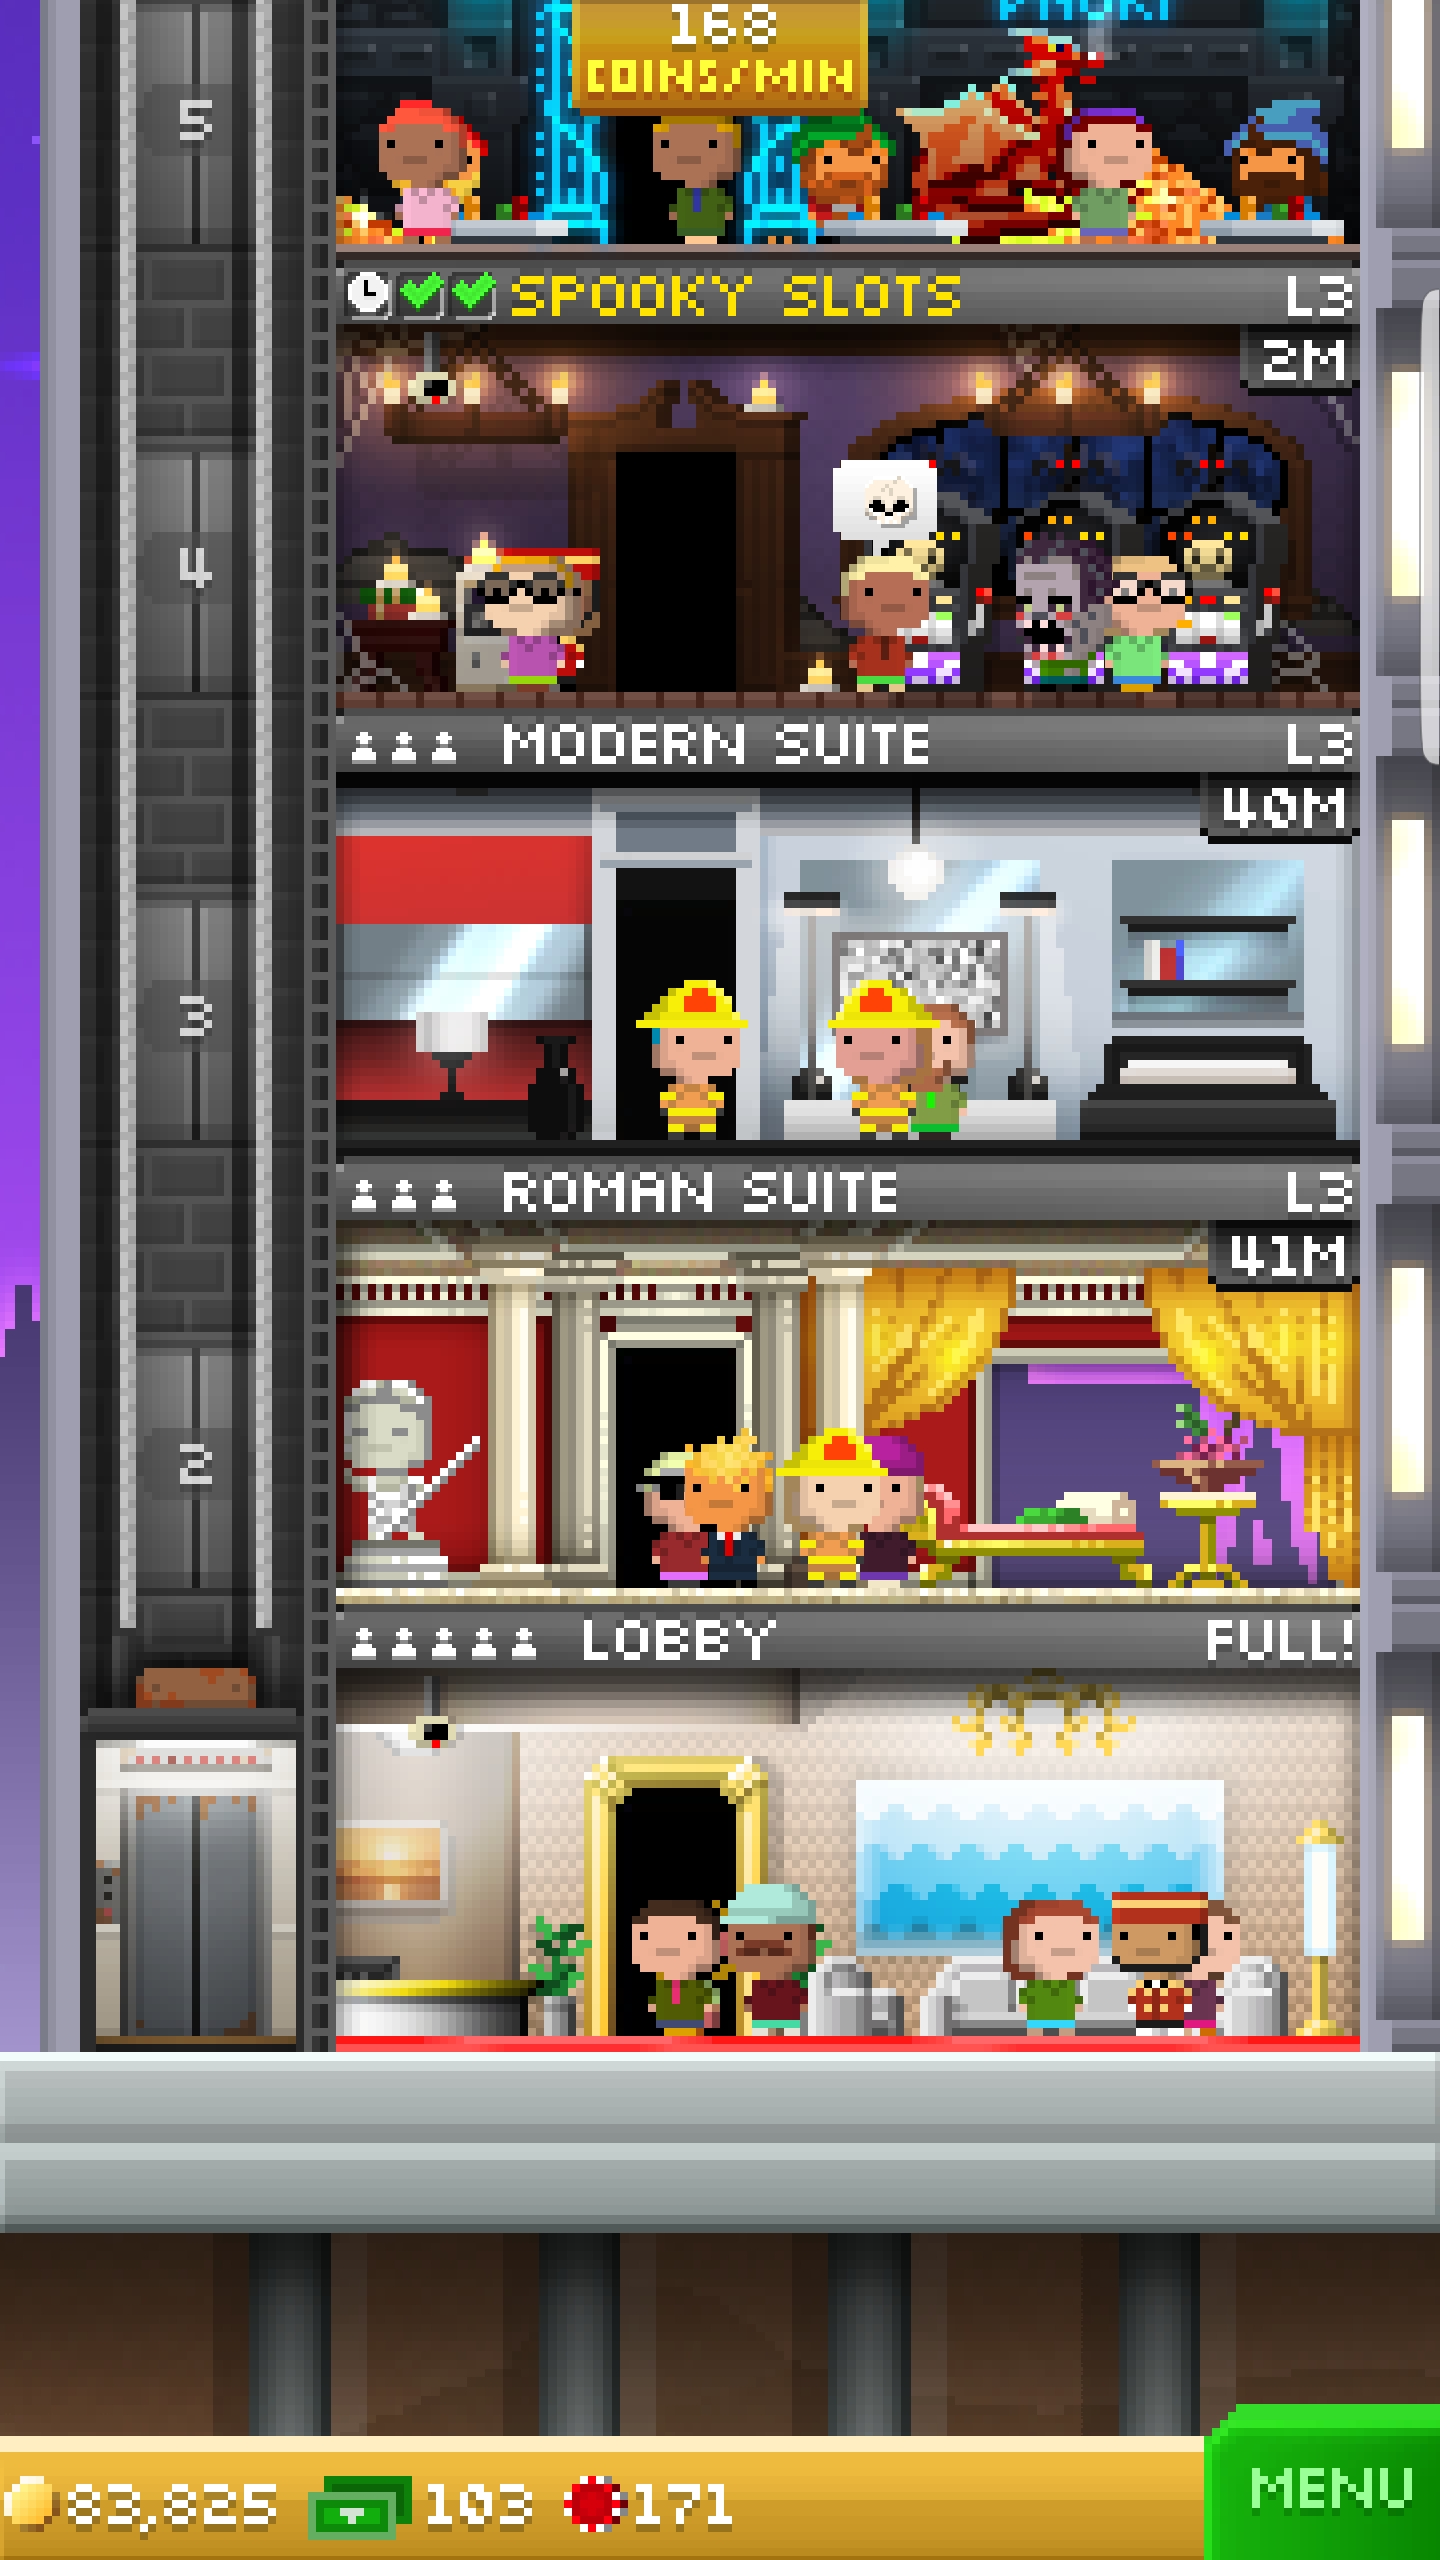 168
COINS/MIN
5
SPOOKY SLOTS L3
2M
4
MODERN SUITE L3
40M
3
ROMAN SUITE L3
41M
2
LOBBY FULL!
83,825 103 171
MENU